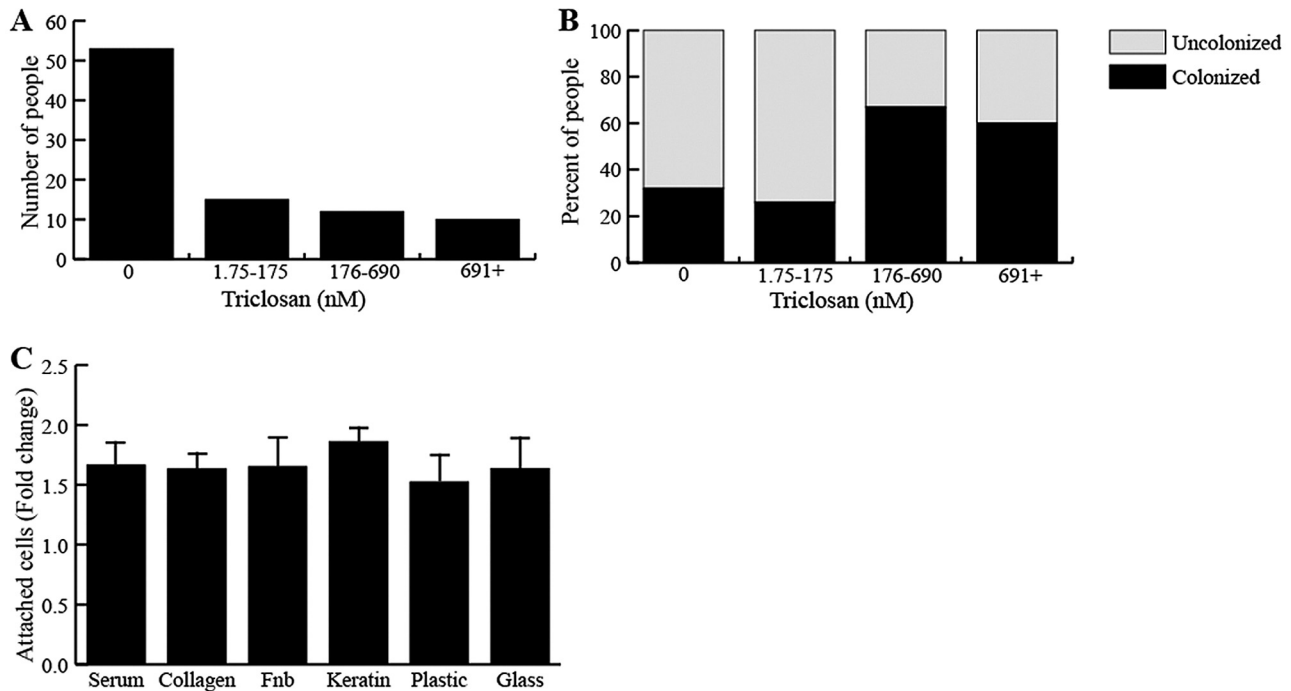 A
Number of people
60
50
40
30
20
10
0
0 1.75-175 176-690 691+
Triclosan (nM)
B
Percent of people
100
80
60
40
20
0
0 1.75-175 176-690 691+
Triclosan (nM)
Uncolonized
Colonized
C
Attached cells (Fold change)
2.5
2.0
1.5
1.0
0.5
0.0
Serum Collagen Fnb Keratin Plastic Glass